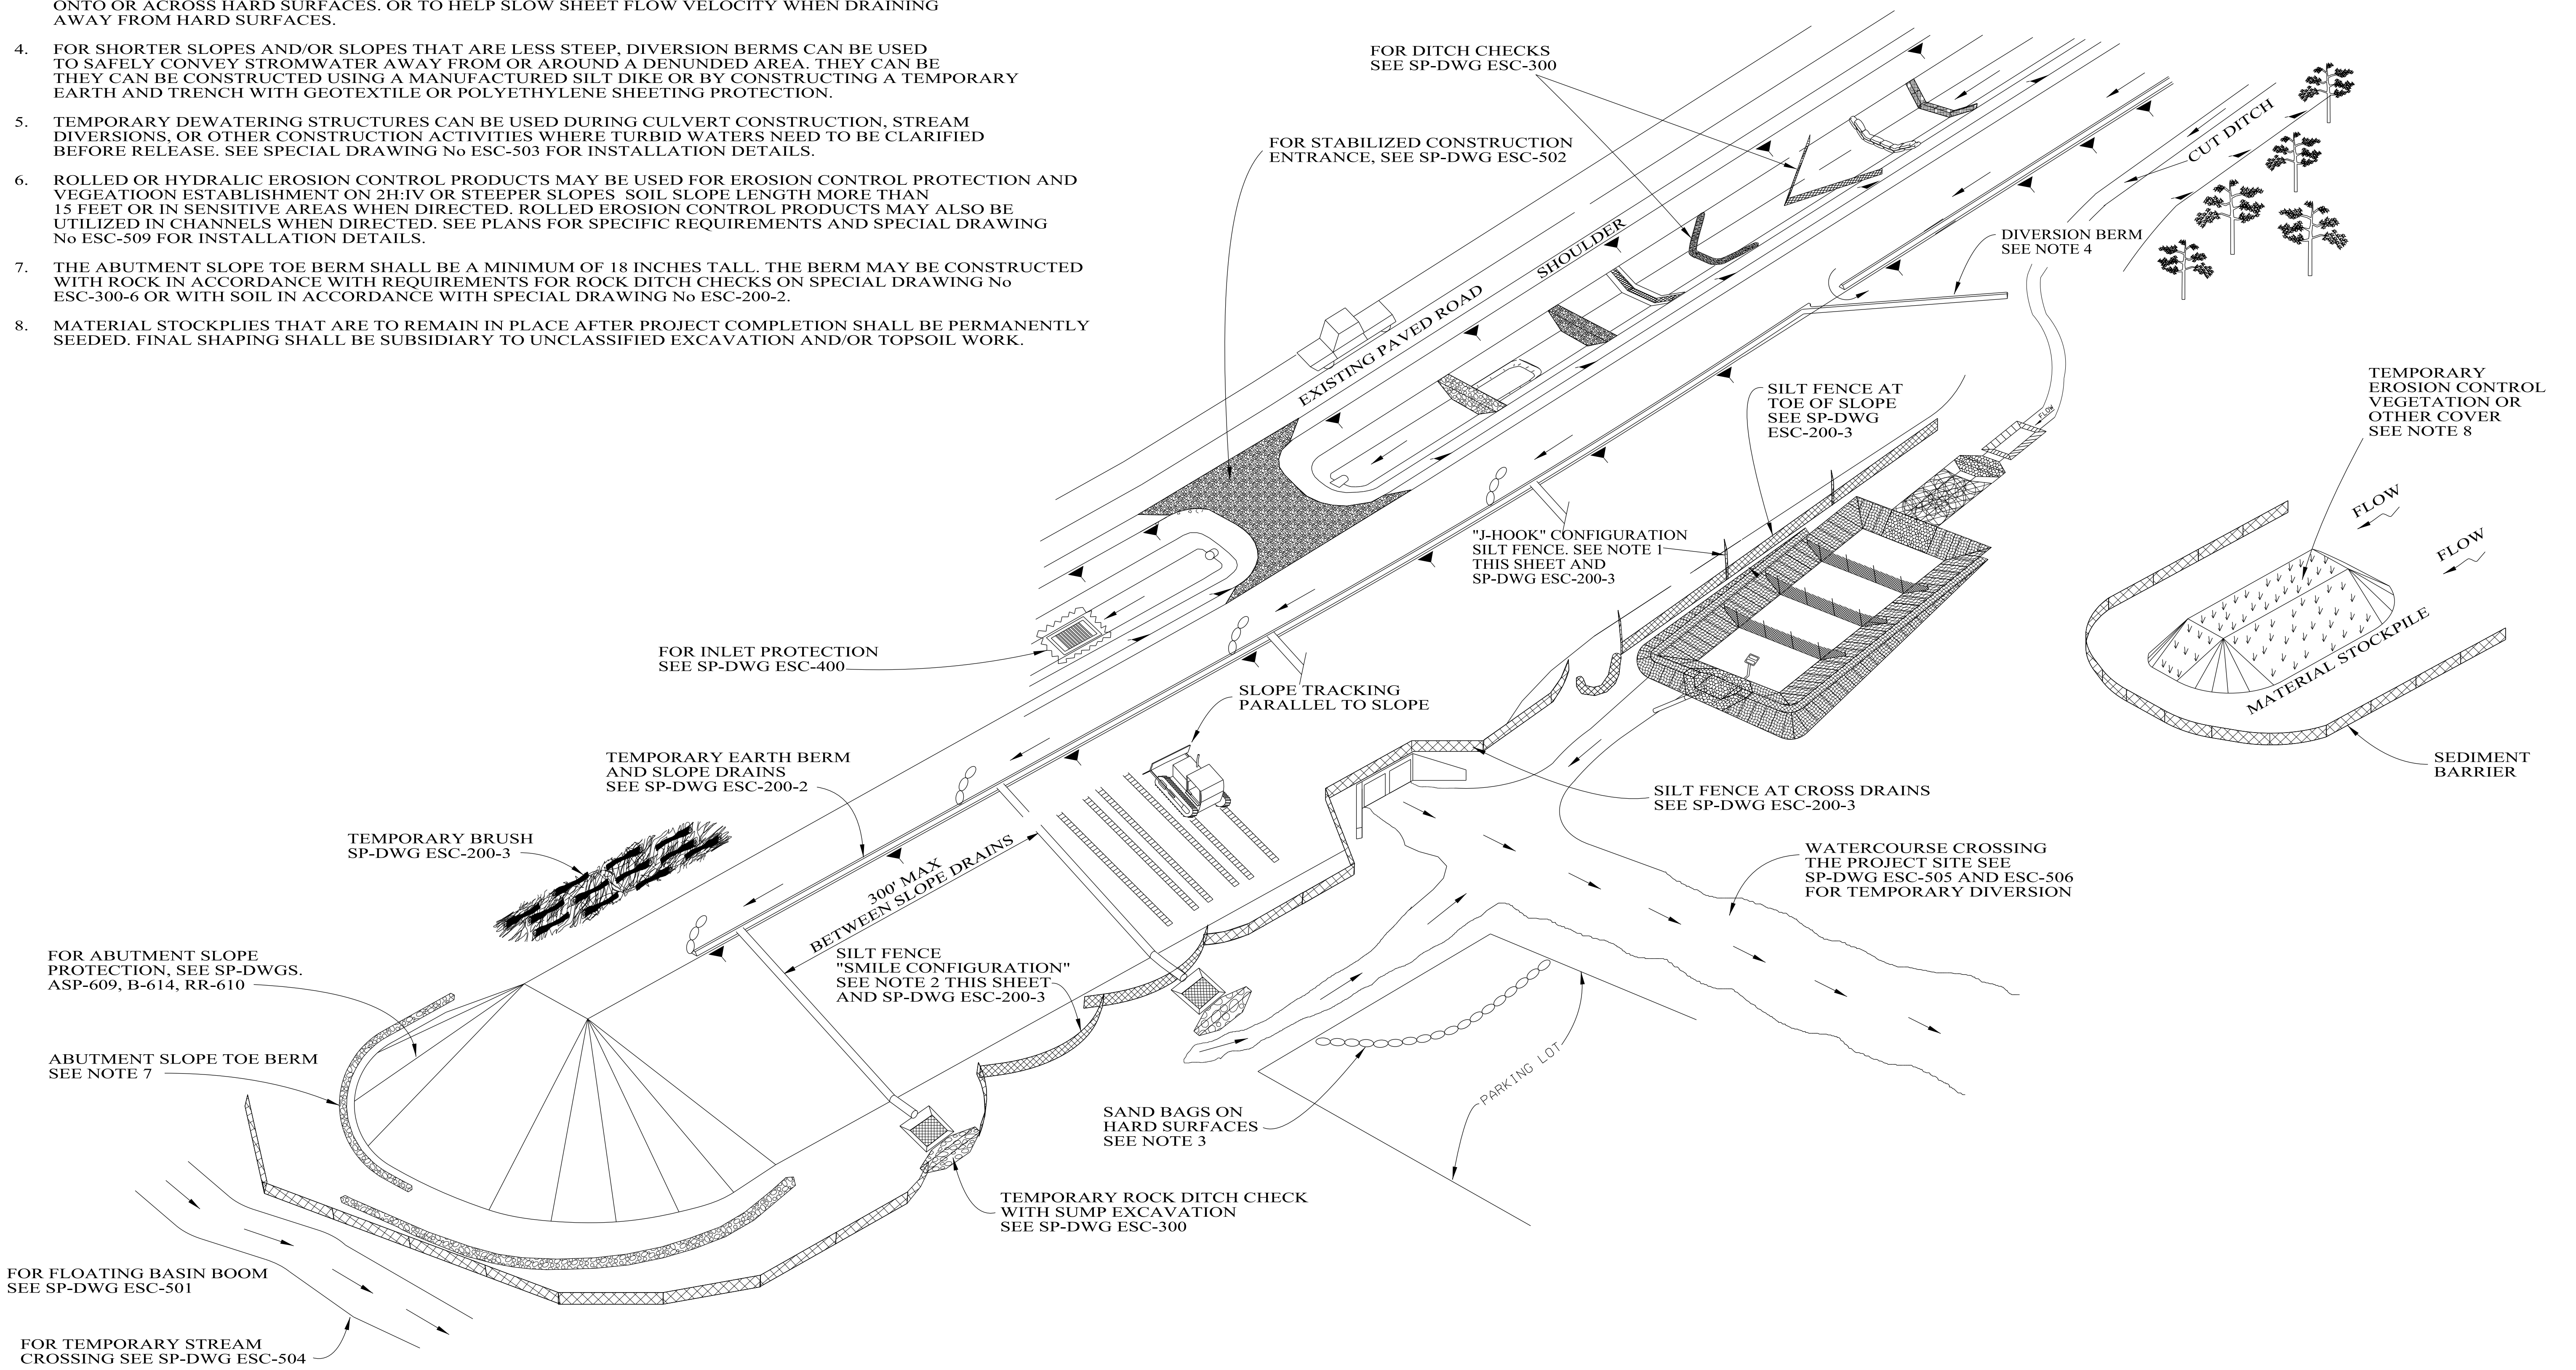 ONTO OR ACROSS HARD SURFACES. OR TO HELP SLOW SHEET FLOW VELOCITY WHEN DRAINING
AWAY FROM HARD SURFACES.
4. FOR SHORTER SLOPES AND/OR SLOPES THAT ARE LESS STEEP, DIVERSION BERMS CAN BE USED
TO SAFELY CONVEY STROMWATER AWAY FROM OR AROUND A DENUNDED AREA. THEY CAN BE
THEY CAN BE CONSTRUCTED USING A MANUFACTURED SILT DIKE OR BY CONSTRUCTING A TEMPORARY
EARTH AND TRENCH WITH GEOTEXTILE OR POLYETHYLENE SHEETING PROTECTION.
5. TEMPORARY DEWATERING STRUCTURES CAN BE USED DURING CULVERT CONSTRUCTION, STREAM
DIVERSIONS, OR OTHER CONSTRUCTION ACTIVITIES WHERE TURBID WATERS NEED TO BE CLARIFIED
BEFORE RELEASE. SEE SPECIAL DRAWING No ESC-503 FOR INSTALLATION DETAILS.
6. ROLLED OR HYDRALIC EROSION CONTROL PRODUCTS MAY BE USED FOR EROSION CONTROL PROTECTION AND
VEGEATIOON ESTABLISHMENT ON 2H:IV OR STEEPER SLOPES SOIL SLOPE LENGTH MORE THAN
15 FEET OR IN SENSITIVE AREAS WHEN DIRECTED. ROLLED EROSION CONTROL PRODUCTS MAY ALSO BE
UTILIZED IN CHANNELS WHEN DIRECTED. SEE PLANS FOR SPECIFIC REQUIREMENTS AND SPECIAL DRAWING
No ESC-509 FOR INSTALLATION DETAILS.
7. THE ABUTMENT SLOPE TOE BERM SHALL BE A MINIMUM OF 18 INCHES TALL. THE BERM MAY BE CONSTRUCTED
WITH ROCK IN ACCORDANCE WITH REQUIREMENTS FOR ROCK DITCH CHECKS ON SPECIAL DRAWING No
ESC-300-6 OR WITH SOIL IN ACCORDANCE WITH SPECIAL DRAWING No ESC-200-2.
8. MATERIAL STOCKPLIES THAT ARE TO REMAIN IN PLACE AFTER PROJECT COMPLETION SHALL BE PERMANENTLY
SEEDED. FINAL SHAPING SHALL BE SUBSIDIARY TO UNCLASSIFIED EXCAVATION AND/OR TOPSOIL WORK.
FOR DITCH CHECKS
SEE SP-DWG ESC-300
FOR STABILIZED CONSTRUCTION
ENTRANCE, SEE SP-DWG ESC-502
CUT DITCH
DIVERSION BERM
SEE NOTE 4
SHOULDER
EXISTING PAVED ROAD
SILT FENCE AT
TOE OF SLOPE
SEE SP-DWG
ESC-200-3
FLOW
TEMPORARY
EROSION CONTROL
VEGETATION OR
OTHER COVER
SEE NOTE 8
FLOW
FLOW
MATERIAL STOCKPILE
SEDIMENT
BARRIER
"J-HOOK" CONFIGURATION
SILT FENCE. SEE NOTE 1
THIS SHEET AND
SP-DWG ESC-200-3
FOR INLET PROTECTION
SEE SP-DWG ESC-400
SLOPE TRACKING
PARALLEL TO SLOPE
TEMPORARY EARTH BERM
AND SLOPE DRAINS
SEE SP-DWG ESC-200-2
SILT FENCE AT CROSS DRAINS
SEE SP-DWG ESC-200-3
TEMPORARY BRUSH
SP-DWG ESC-200-3
300' MAX
BETWEEN SLOPE DRAINS
WATERCOURSE CROSSING
THE PROJECT SITE SEE
SP-DWG ESC-505 AND ESC-506
FOR TEMPORARY DIVERSION
FOR ABUTMENT SLOPE
PROTECTION, SEE SP-DWGS.
ASP-609, B-614, RR-610
SILT FENCE
"SMILE CONFIGURATION"
SEE NOTE 2 THIS SHEET
AND SP-DWG ESC-200-3
ABUTMENT SLOPE TOE BERM
SEE NOTE 7
PARKING LOT
SAND BAGS ON
HARD SURFACES
SEE NOTE 3
TEMPORARY ROCK DITCH CHECK
WITH SUMP EXCAVATION
SEE SP-DWG ESC-300
FOR FLOATING BASIN BOOM
SEE SP-DWG ESC-501
FOR TEMPORARY STREAM
CROSSING SEE SP-DWG ESC-504